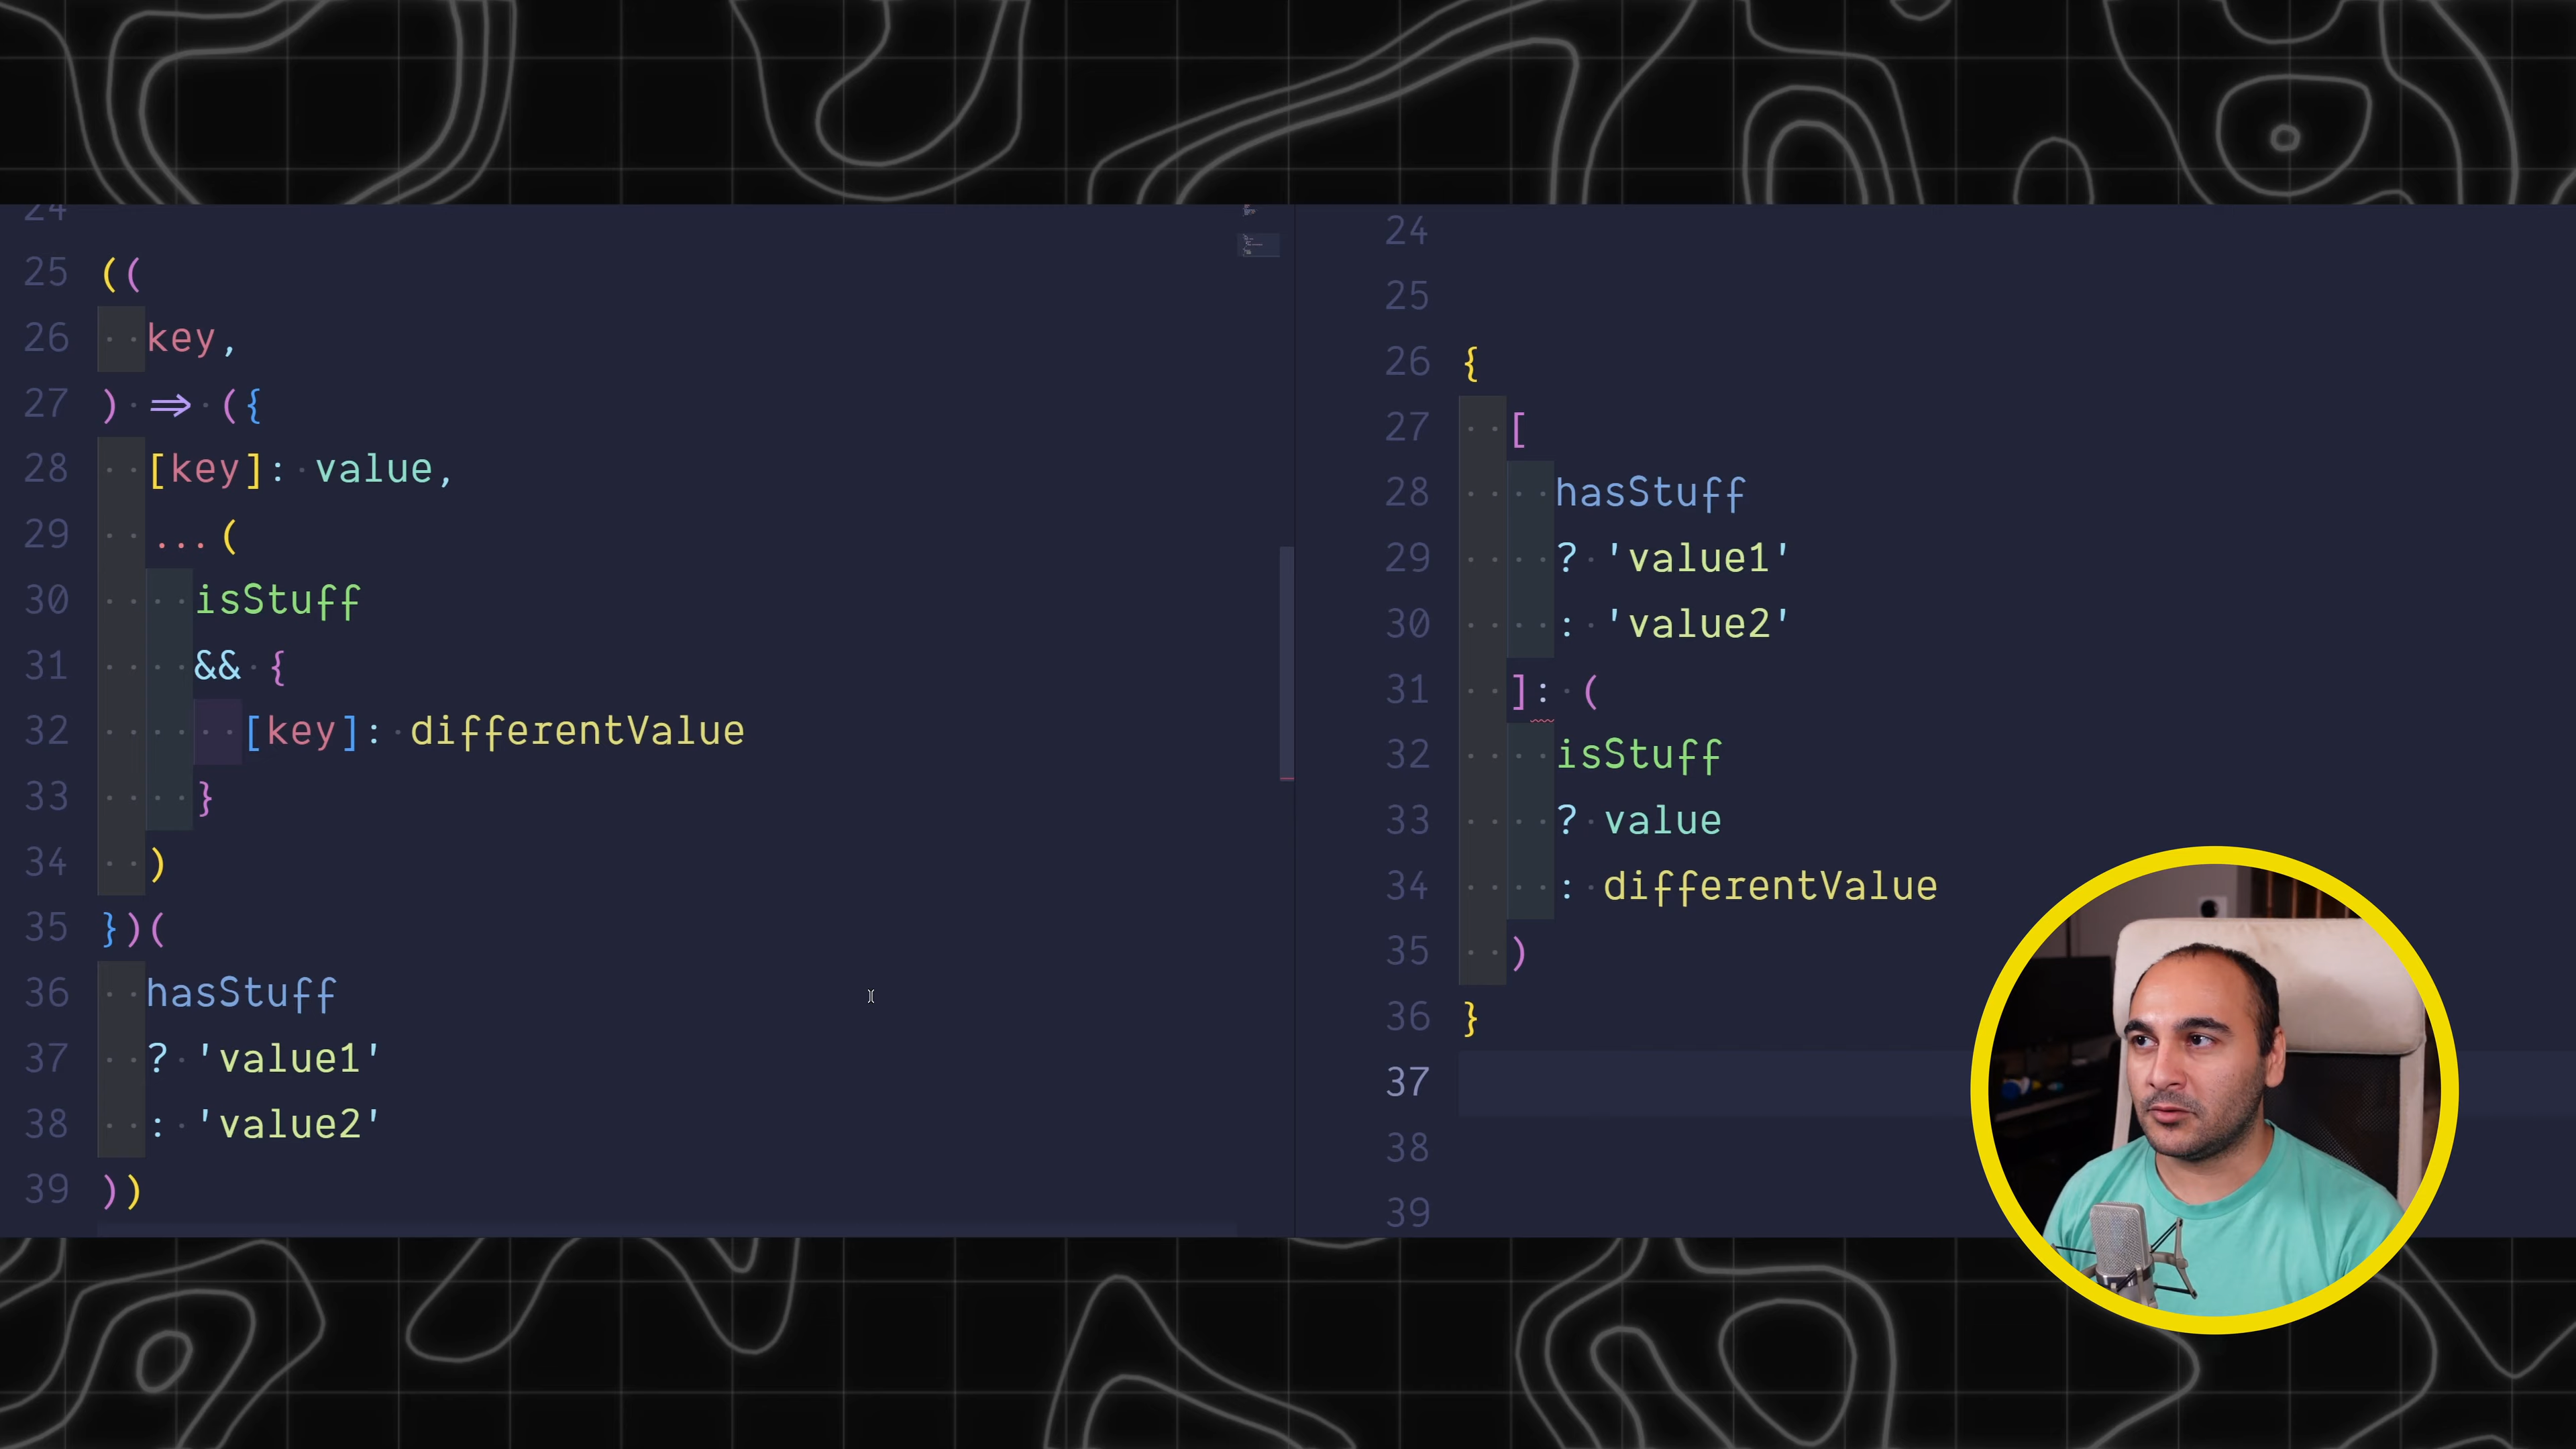 24
25 ((
26 key,
27 ) => ({
28 [key]: value,
29 ...(
30 isStuff
31 && {
32 [key]: differentValue
33 }
34 )
35 })(
36 hasStuff
37 ? 'value1'
38 : 'value2'
39 ))
24
25
26 {
27 [
28 hasStuff
29 ? 'value1'
30 : 'value2'
31 ]: (
32 isStuff
33 ? value
34 : differentValue
35 )
36 }
37
38
39